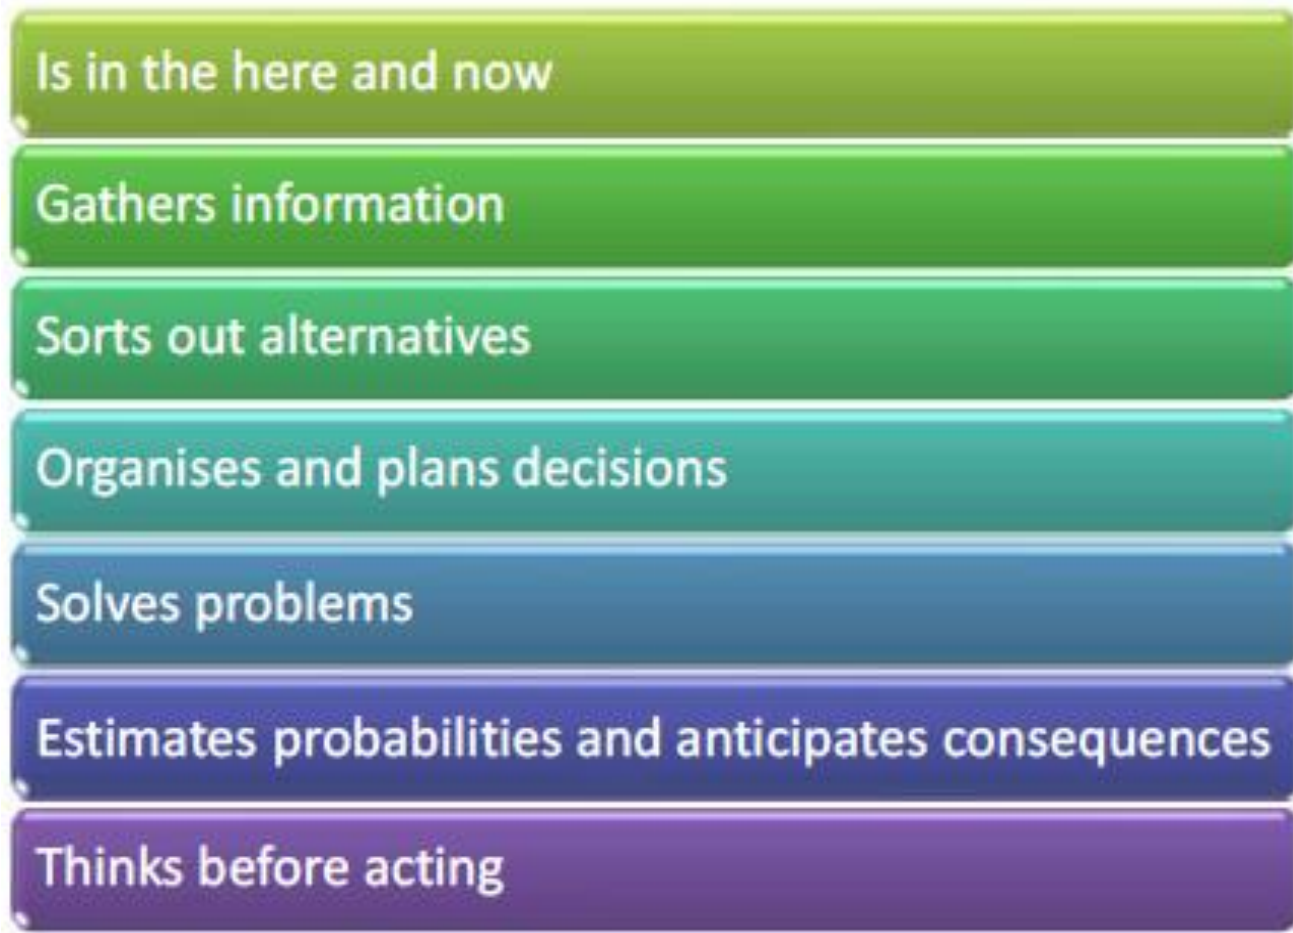 Is in the here and now
Gathers information
Sorts out alternatives
Organises and plans decisions
Solves problems
Estimates probabilities and anticipates consequences
Thinks before acting